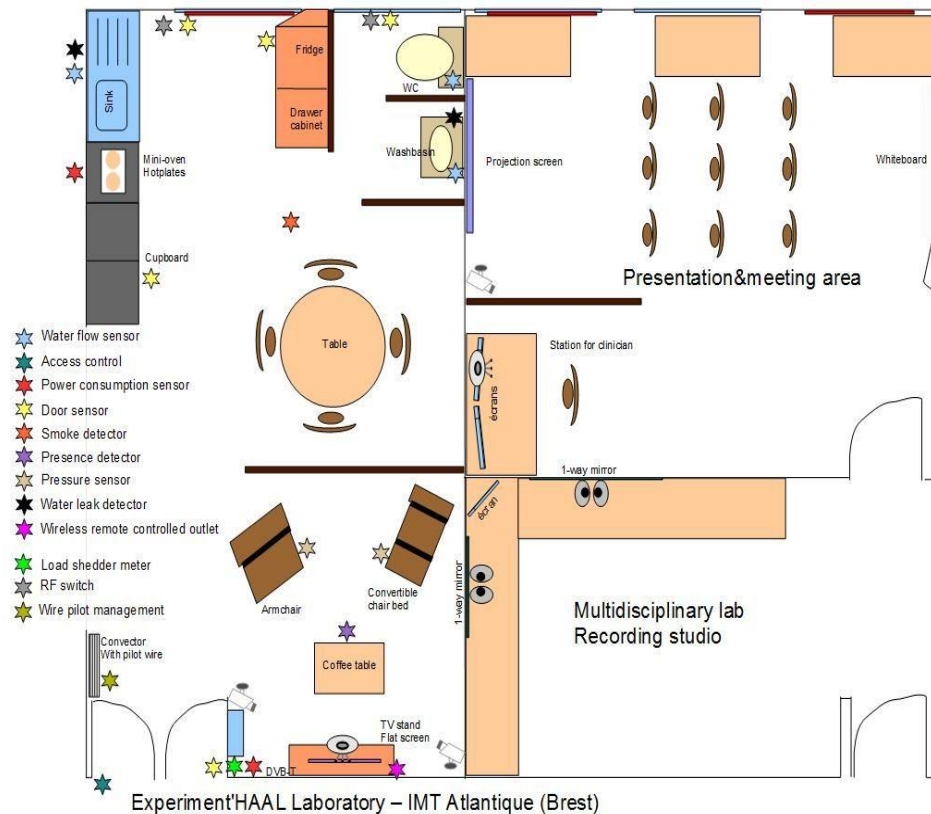 Fridge
WC
Sink
Drawer
cabinet
Washbasin
Mini-oven
Hotplates
Projection screen
Whiteboard
Cupboard
Presentation&meeting area
Water flow sensor
Access control
Power consumption sensor
Door sensor
Smoke detector
Presence detector
Pressure sensor
Water leak detector
Wireless remote controlled outlet
Load shedder meter
RF switch
Wire pilot management
Table
Station for clinician
écrans
1-way mirror
écran
1-way mirror
Armchair
Convertible
chair bed
Multidisciplinary lab
Recording studio
Convector
With pilot wire
Coffee table
TV stand
Flat screen
DVB-T
Experiment'HAAL Laboratory – IMT Atlantique (Brest)